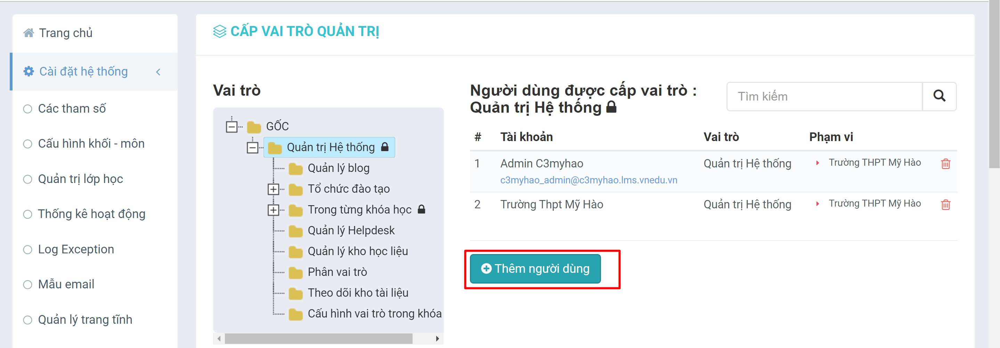 Trang chủ
Cài đặt hệ thống
Các tham số
Cấu hình khối - môn
Quản trị lớp học
Thống kê hoạt động
Log Exception
Mẫu email
Quản lý trang tĩnh
CẤP VAI TRÒ QUẢN TRỊ
Vai trò
GỐC
Quản trị Hệ thống
Quản lý blog
Tổ chức đào tạo
Trong từng khóa học
Quản lý Helpdesk
Quản lý kho học liệu
Phân vai trò
Theo dõi kho tài liệu
Cấu hình vai trò trong khóa
Người dùng được cấp vai trò :
Quản trị Hệ thống
Tìm kiếm
# Tài khoản Vai trò Phạm vi
1 Admin C3myhao Quản trị Hệ thống Trường THPT Mỹ Hào
c3myhao_admin@c3myhao.lms.vnedu.vn
2 Trường Thpt Mỹ Hào Quản trị Hệ thống Trường THPT Mỹ Hào
Thêm người dùng